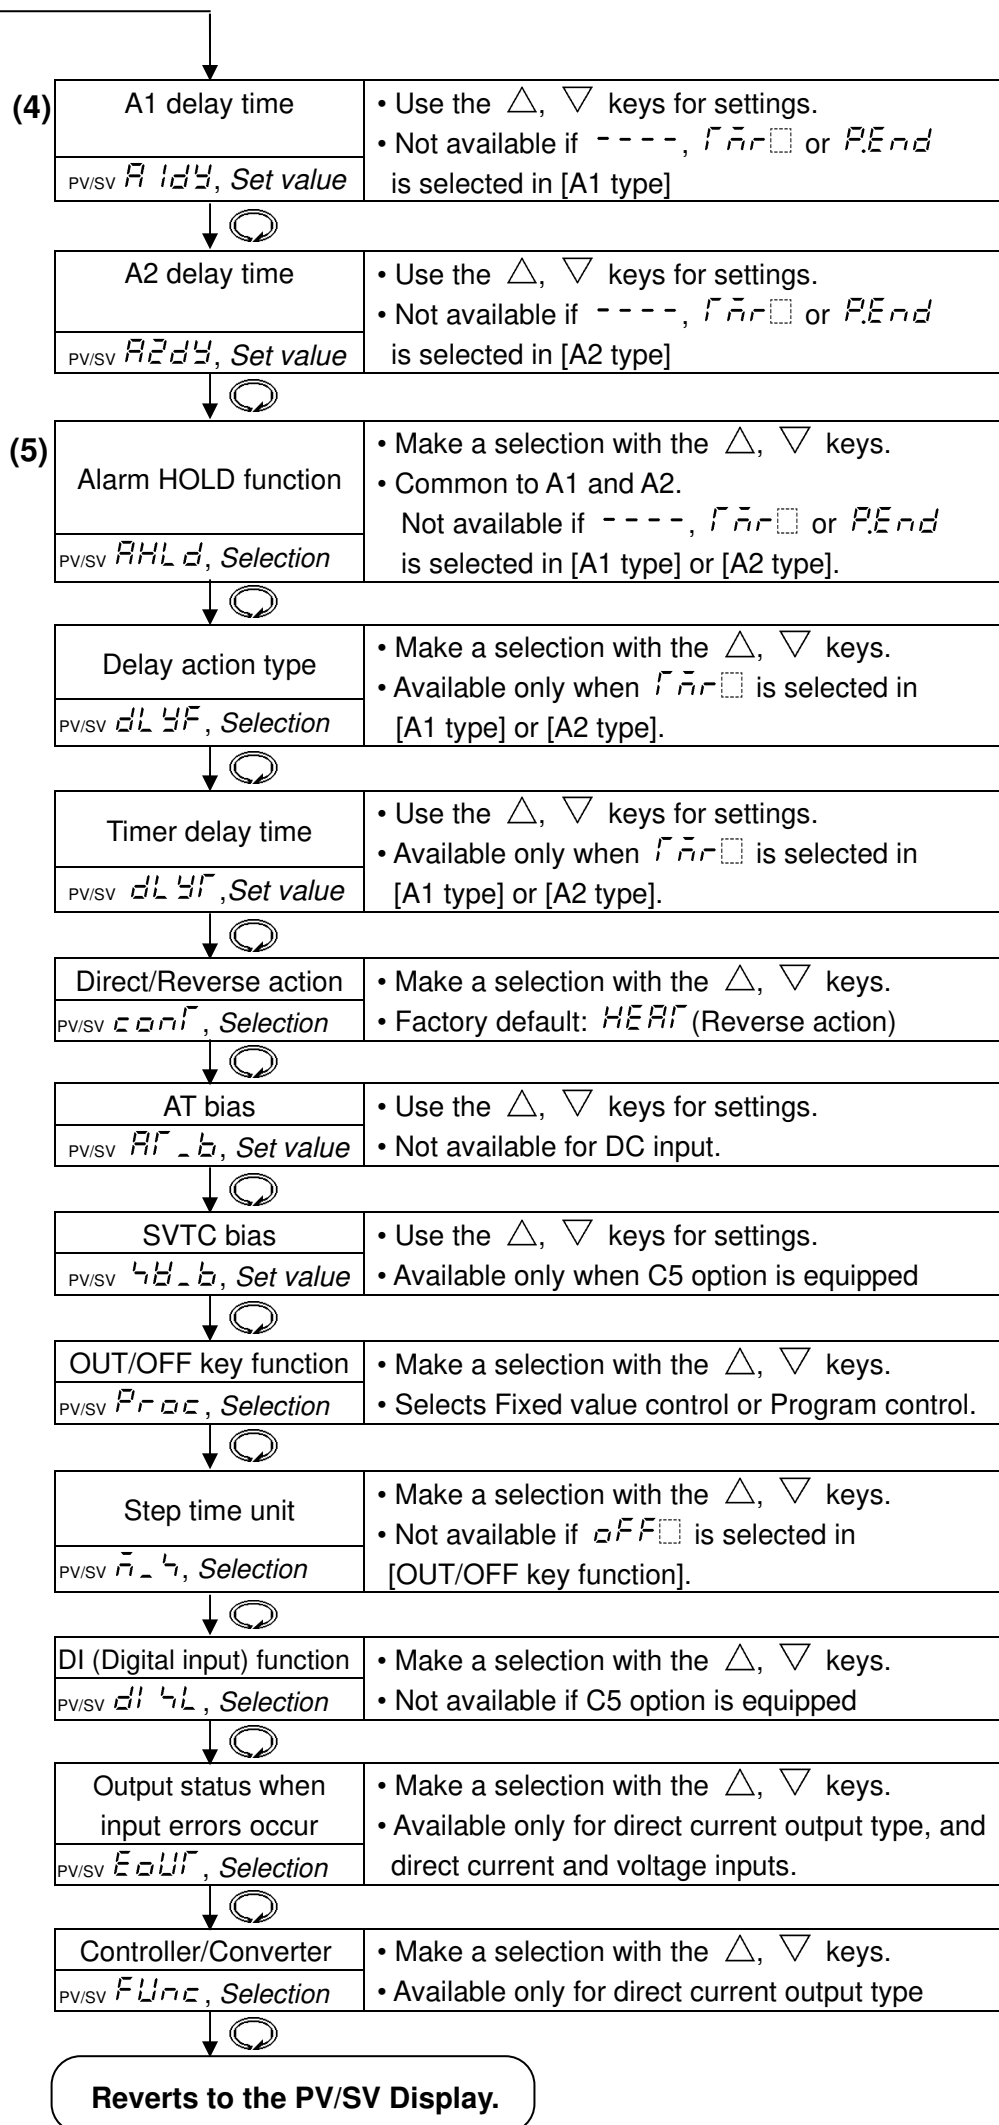 (4) A1 delay time
PV/SV A1dY, Set value
• Use the △, ▽ keys for settings.
• Not available if ----, TMR□ or P.End
is selected in [A1 type]
A2 delay time
PV/SV A2dY, Set value
• Use the △, ▽ keys for settings.
• Not available if ----, TMR□ or P.End
is selected in [A2 type]
(5) Alarm HOLD function
PV/SV AHLd, Selection
• Make a selection with the △, ▽ keys.
• Common to A1 and A2.
Not available if ----, TMR□ or P.End
is selected in [A1 type] or [A2 type].
Delay action type
PV/SV dLYF, Selection
• Make a selection with the △, ▽ keys.
• Available only when TMR□ is selected in
[A1 type] or [A2 type].
Timer delay time
PV/SV dLYT,Set value
• Use the △, ▽ keys for settings.
• Available only when TMR□ is selected in
[A1 type] or [A2 type].
Direct/Reverse action
PV/SV conT, Selection
• Make a selection with the △, ▽ keys.
• Factory default: HEAT (Reverse action)
AT bias
PV/SV AT_b, Set value
• Use the △, ▽ keys for settings.
• Not available for DC input.
SVTC bias
PV/SV SB_b, Set value
• Use the △, ▽ keys for settings.
• Available only when C5 option is equipped
OUT/OFF key function
PV/SV Proc, Selection
• Make a selection with the △, ▽ keys.
• Selects Fixed value control or Program control.
Step time unit
PV/SV M_S, Selection
• Make a selection with the △, ▽ keys.
• Not available if oFF□ is selected in
[OUT/OFF key function].
DI (Digital input) function
PV/SV dISL, Selection
• Make a selection with the △, ▽ keys.
• Not available if C5 option is equipped
Output status when
input errors occur
PV/SV EoUT, Selection
• Make a selection with the △, ▽ keys.
• Available only for direct current output type, and
direct current and voltage inputs.
Controller/Converter
PV/SV FUnc, Selection
• Make a selection with the △, ▽ keys.
• Available only for direct current output type
Reverts to the PV/SV Display.